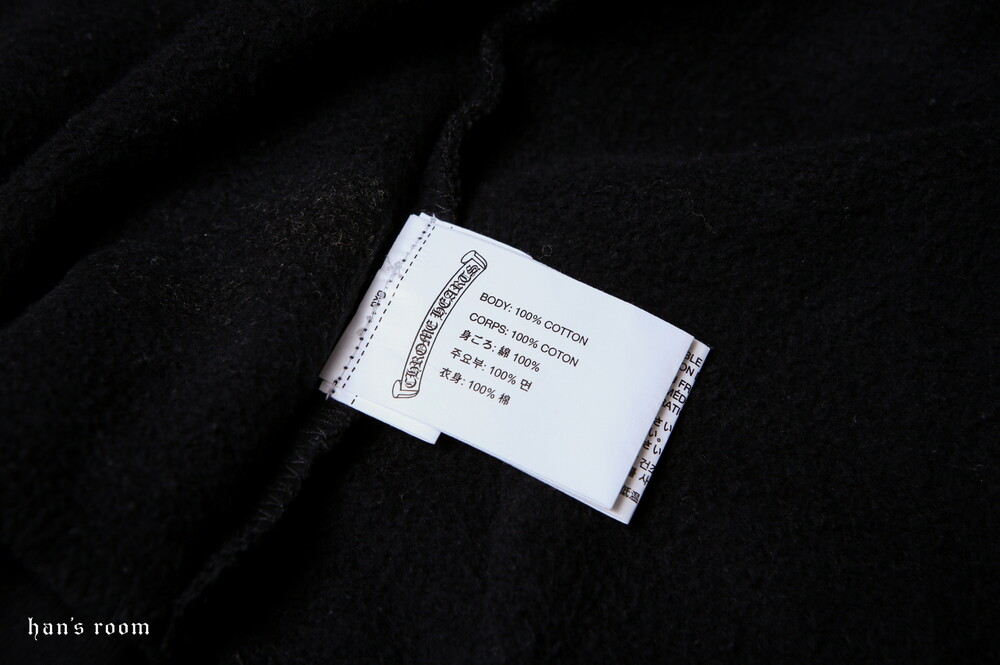 CHROME HEARTS
BODY: 100% COTTON
CORPS: 100% COTON
身ごろ: 綿 100%
주요부: 100% 면
衣身: 100% 棉
han's room